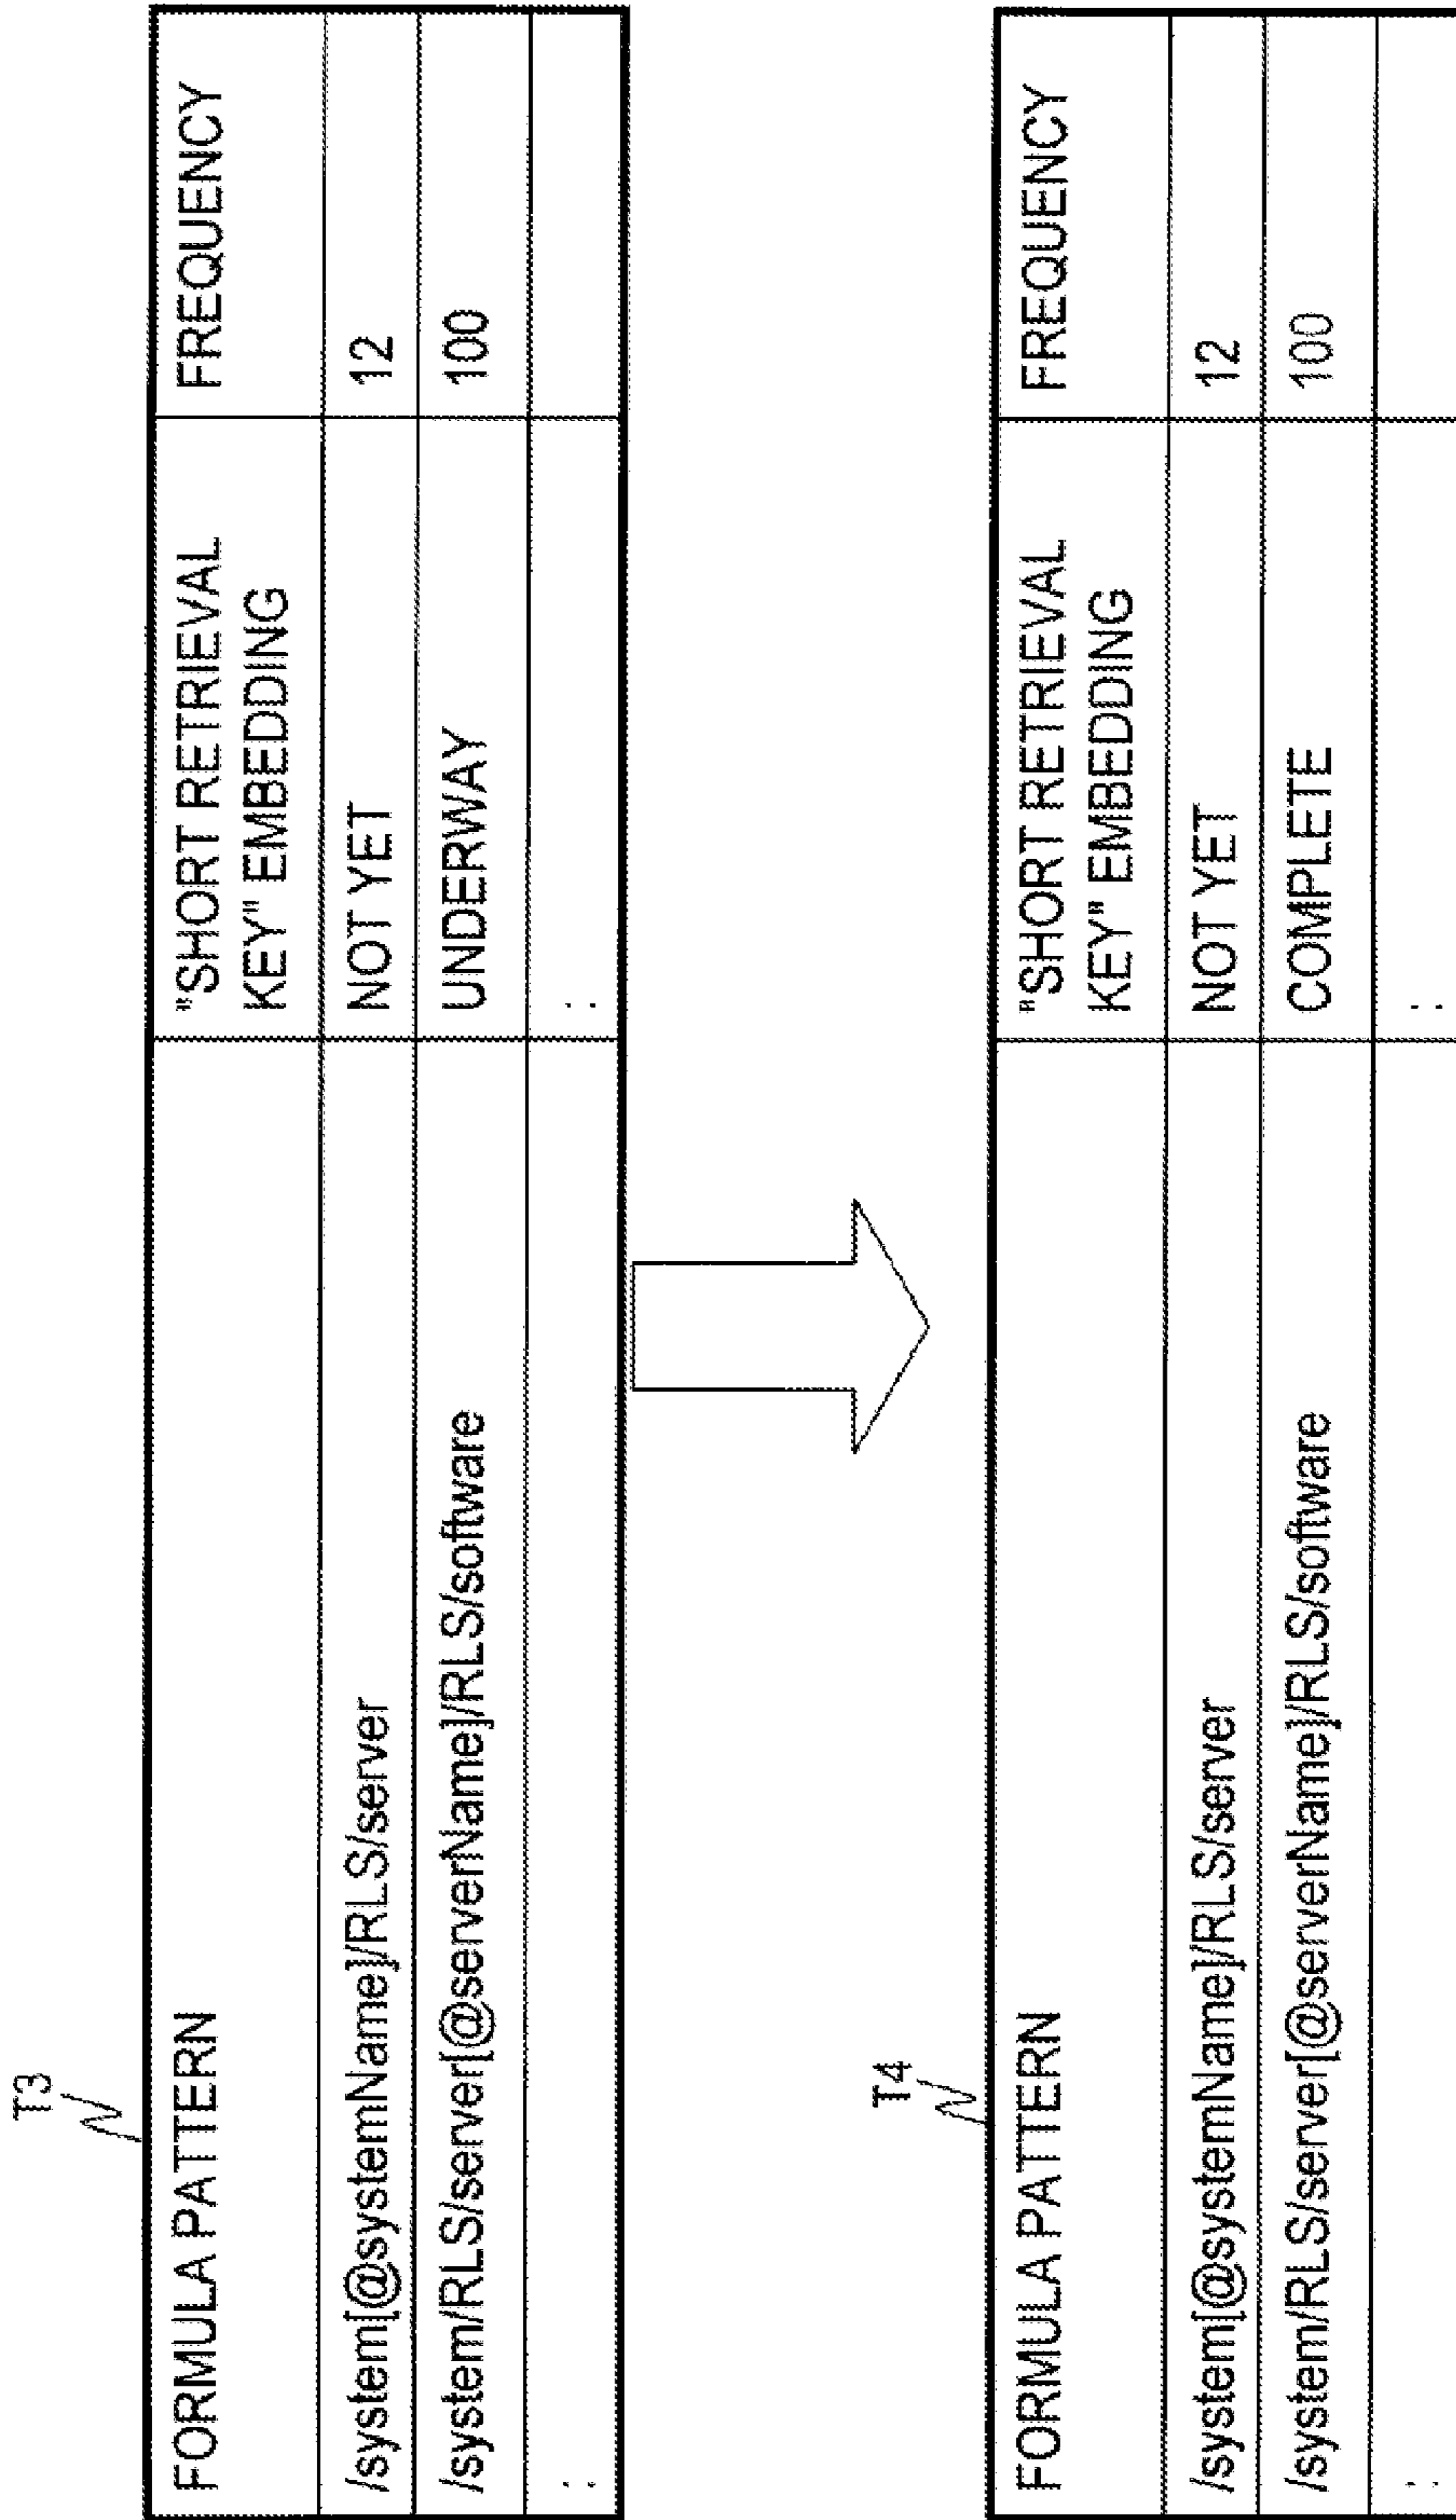 T3
FORMULA PATTERN
"SHORT RETRIEVAL
KEY" EMBEDDING
FREQUENCY
/system[@systemName]/RLS/server
NOT YET
12
/system/RLS/server[@serverName]/RLS/software
UNDERWAY
100
:
:
T4
FORMULA PATTERN
"SHORT RETRIEVAL
KEY" EMBEDDING
FREQUENCY
/system[@systemName]/RLS/server
NOT YET
12
/system/RLS/server[@serverName]/RLS/software
COMPLETE
100
:
: